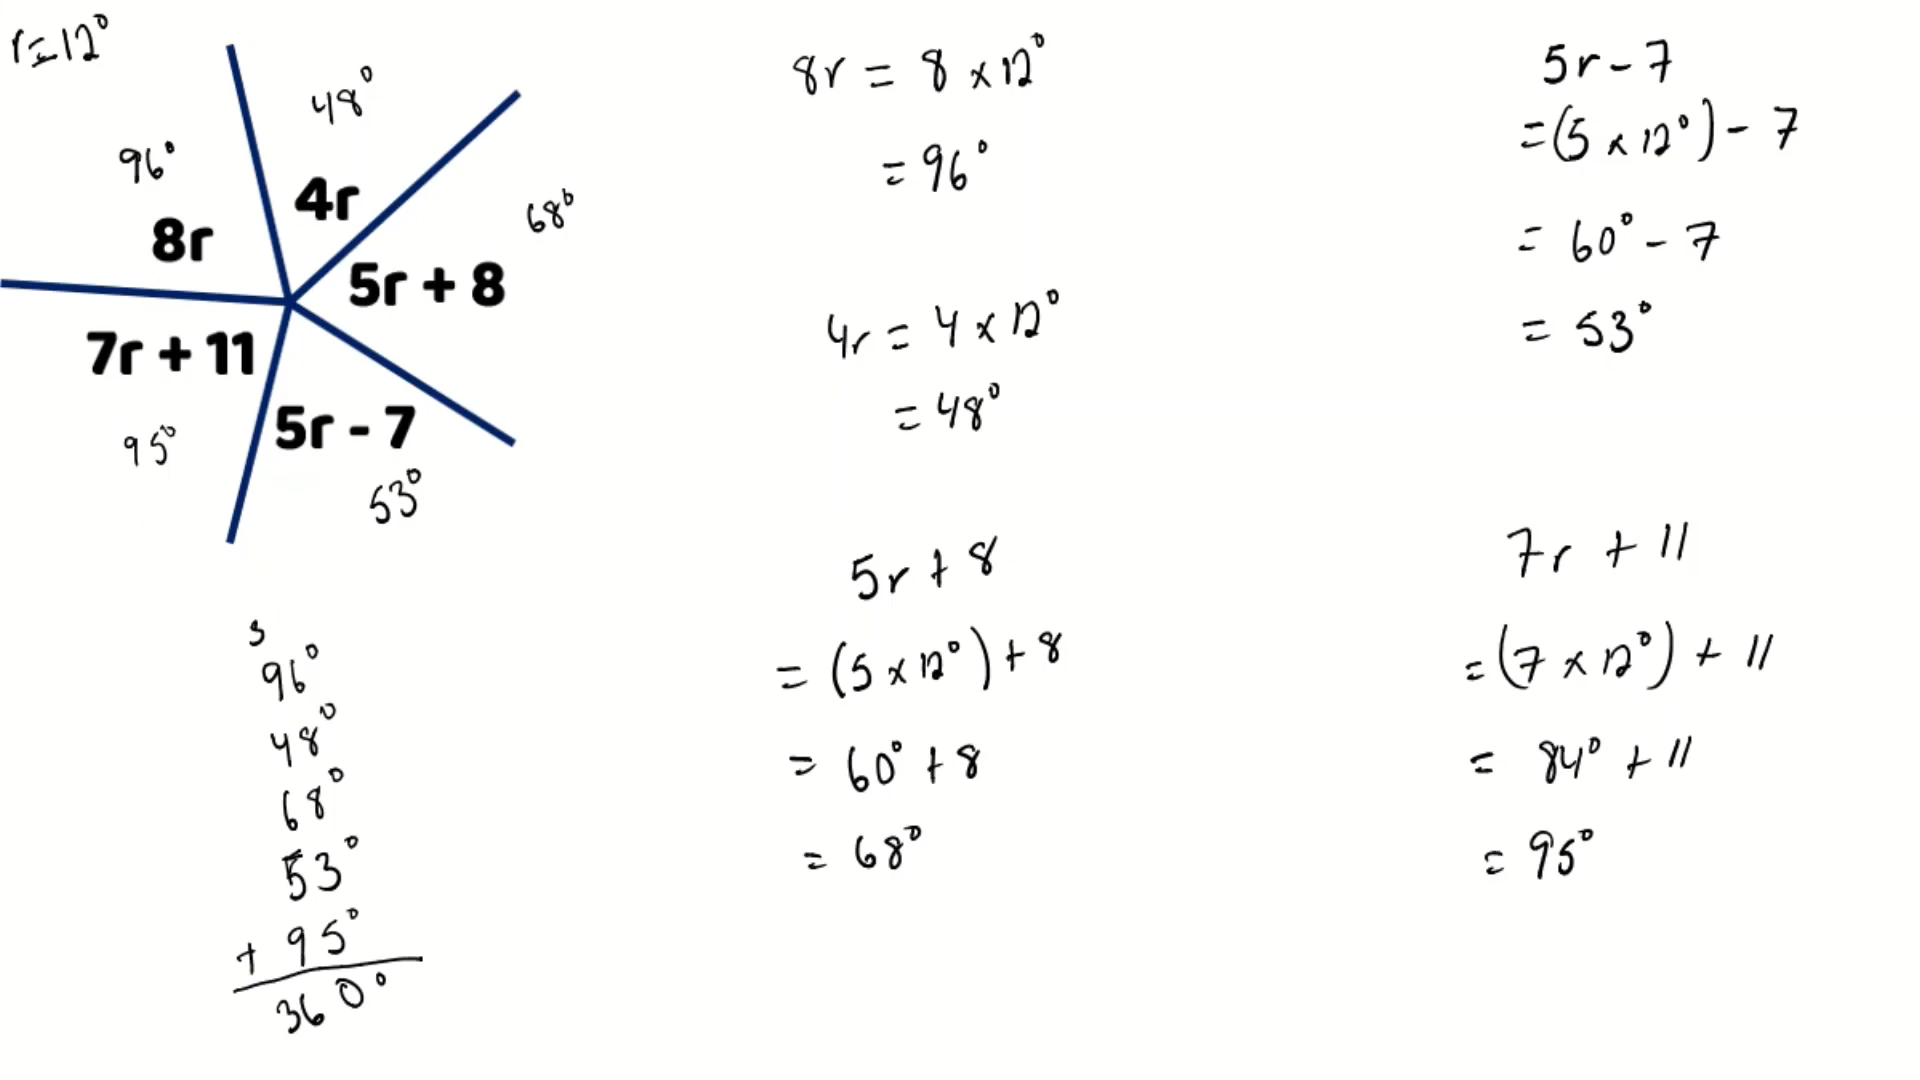 r=12°
48°
96°
4r
68°
8r
5r + 8
7r + 11
5r - 7
95°
53°
3
96°
48°
68°
53°
+ 95°
360°
8r = 8 × 12°
= 96°
4r = 4 × 12°
= 48°
5r + 8
= (5 × 12°) + 8
= 60° + 8
= 68°
5r - 7
= (5 × 12°) - 7
= 60° - 7
= 53°
7r + 11
= (7 × 12°) + 11
= 84° + 11
= 95°